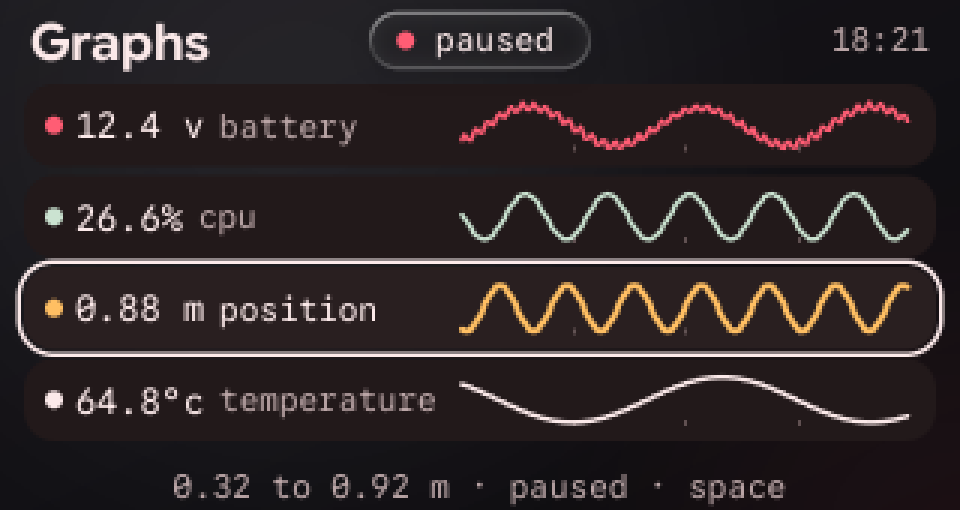 Graphs paused 18:21
12.4 v battery
26.6% cpu
0.88 m position
64.8°c temperature
0.32 to 0.92 m · paused · space